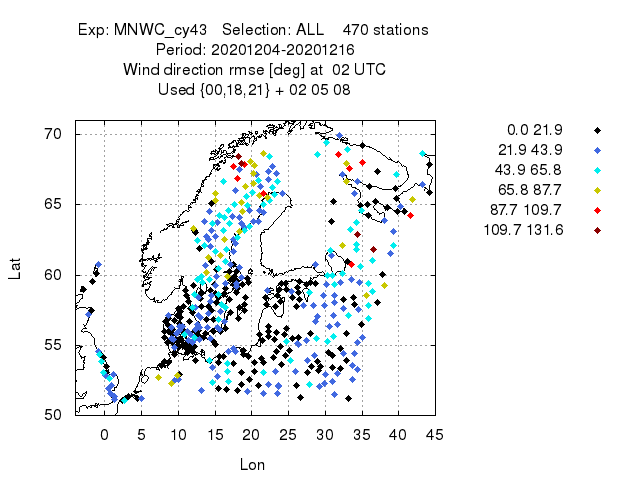 Exp: MNWC_cy43   Selection: ALL    470 stations
Period: 20201204-20201216
Wind direction rmse [deg] at  02 UTC
Used {00,18,21} + 02 05 08
70
65
60
55
50
Lat
0 5 10 15 20 25 30 35 40 45
Lon
0.0 21.9
21.9 43.9
43.9 65.8
65.8 87.7
87.7 109.7
109.7 131.6